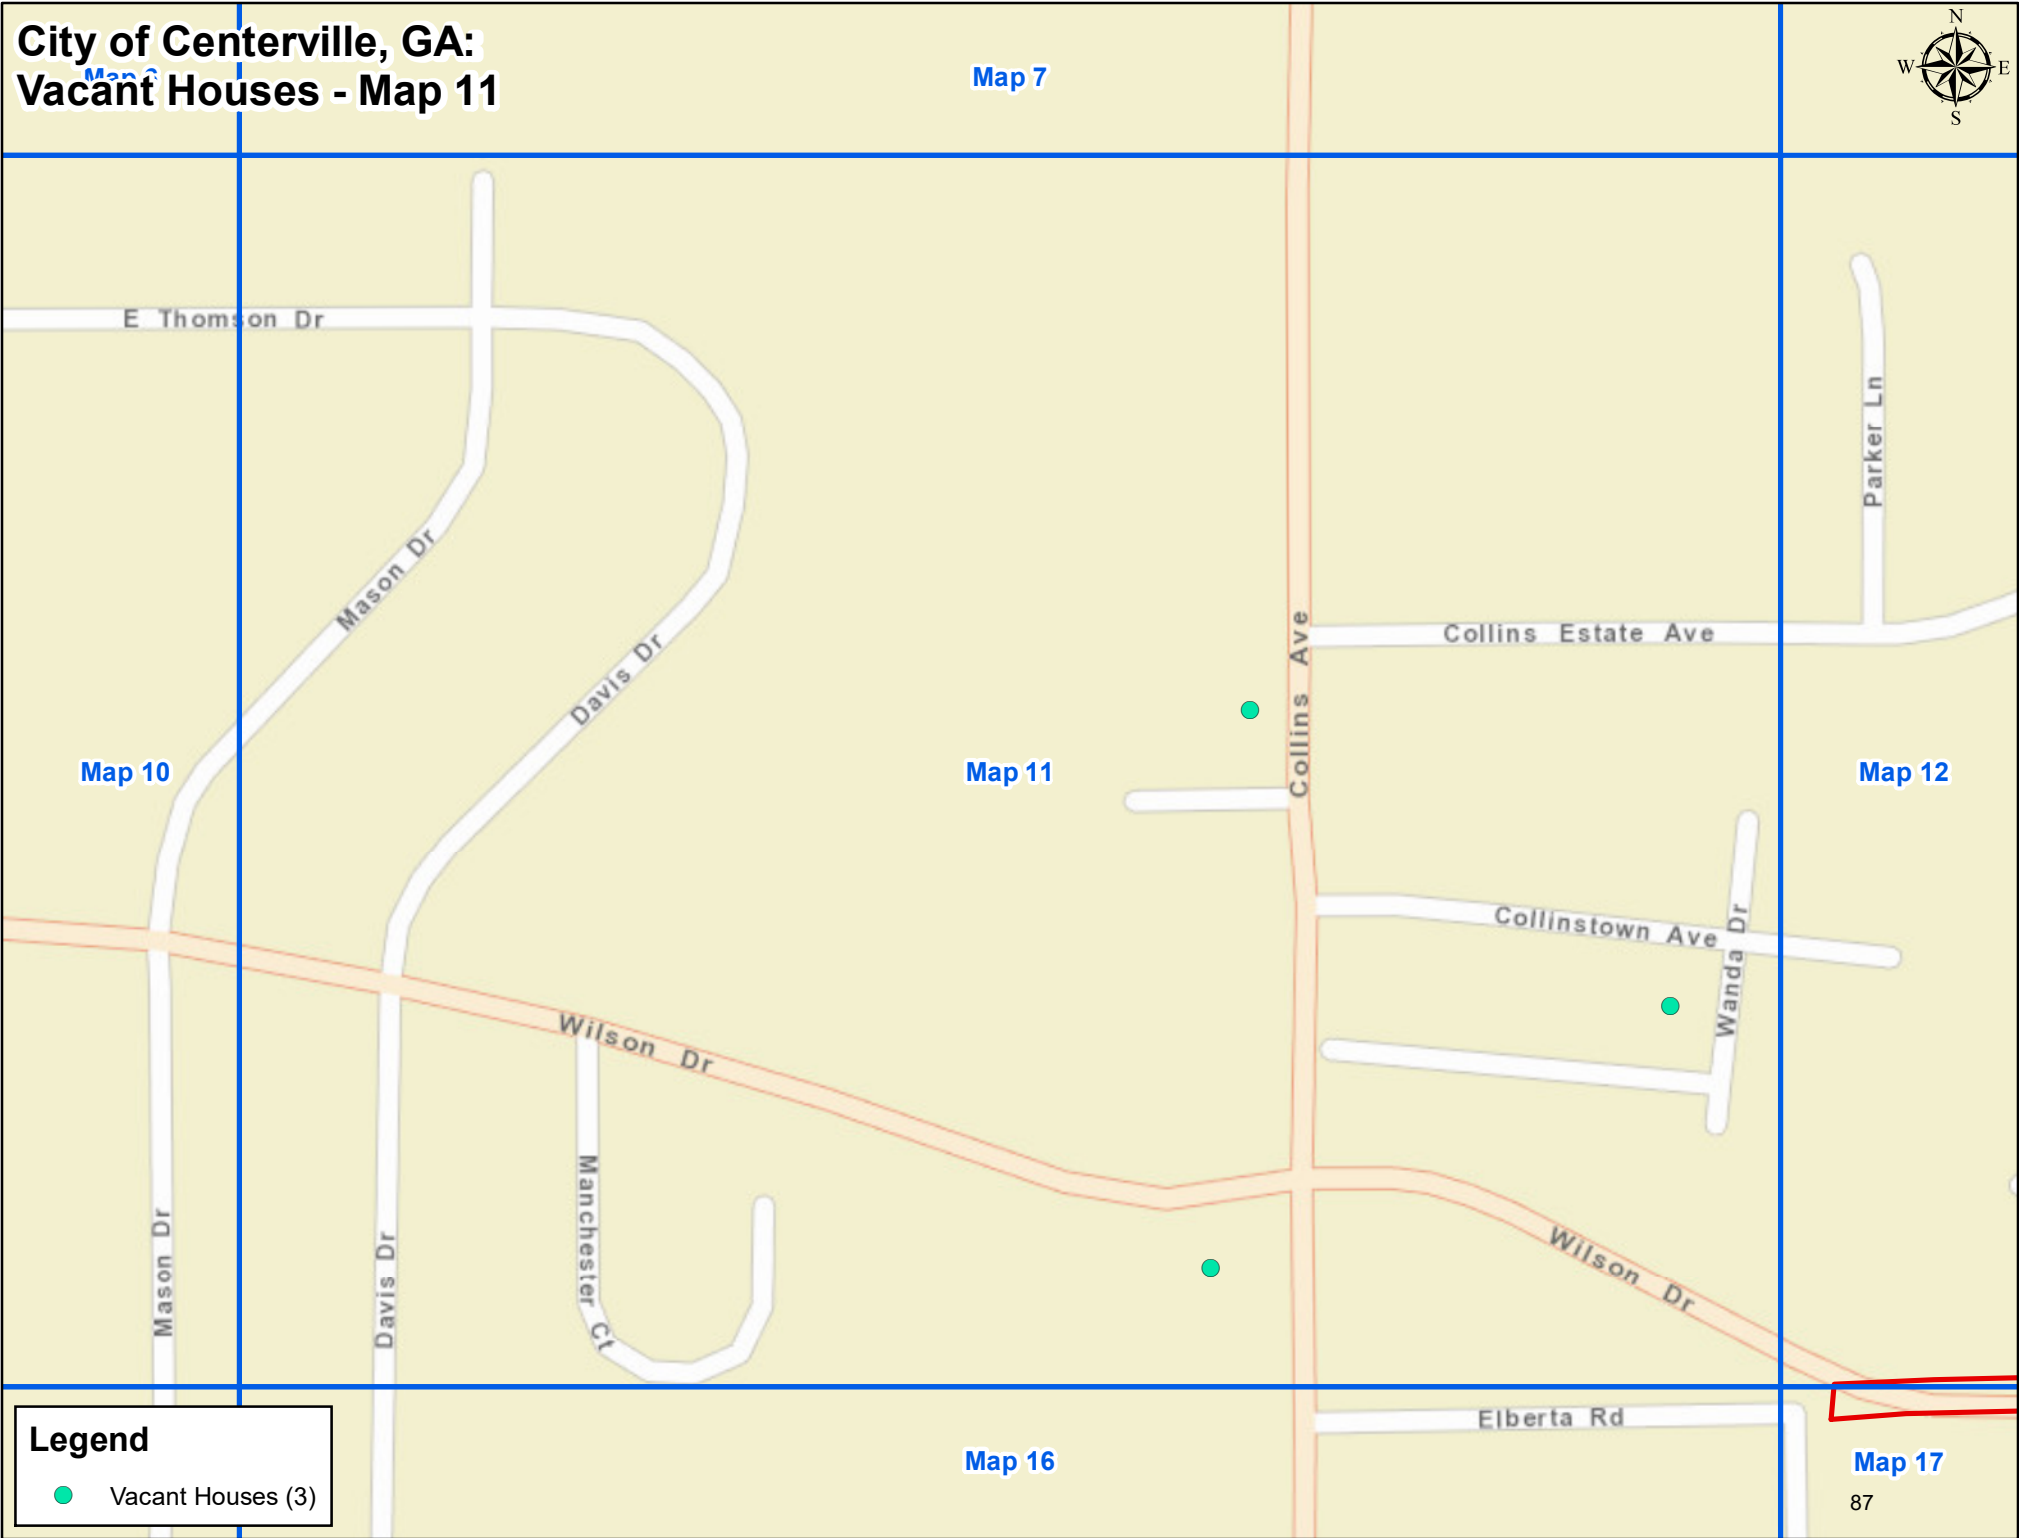 City of Centerville, GA:
Vacant Houses - Map 11
Map 7
N
W
E
S
E Thomson Dr
Parker Ln
Mason Dr
Collins Ave
Collins Estate Ave
Davis Dr
Map 10
Map 11
Map 12
Collinstown Ave
Wanda Dr
Wilson Dr
Manchester Ct
Mason Dr
Davis Dr
Wilson Dr
Elberta Rd
Legend
Vacant Houses (3)
Map 16
Map 17
87